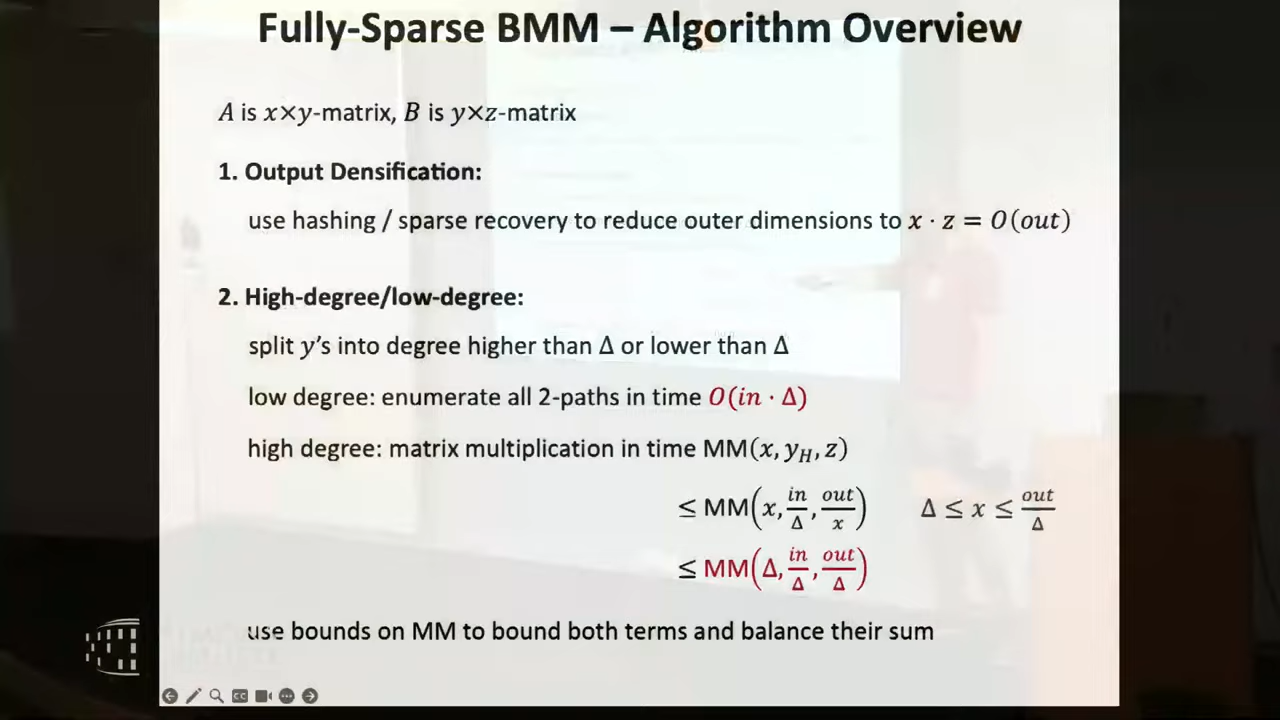 Fully-Sparse BMM – Algorithm Overview
A is x×y-matrix, B is y×z-matrix
1. Output Densification:
use hashing / sparse recovery to reduce outer dimensions to x · z = O(out)
2. High-degree/low-degree:
split y's into degree higher than Δ or lower than Δ
low degree: enumerate all 2-paths in time O(in · Δ)
high degree: matrix multiplication in time MM(x, y_H, z)
≤ MM(x, in/Δ, out/x) Δ ≤ x ≤ out/Δ
≤ MM(Δ, in/Δ, out/Δ)
use bounds on MM to bound both terms and balance their sum